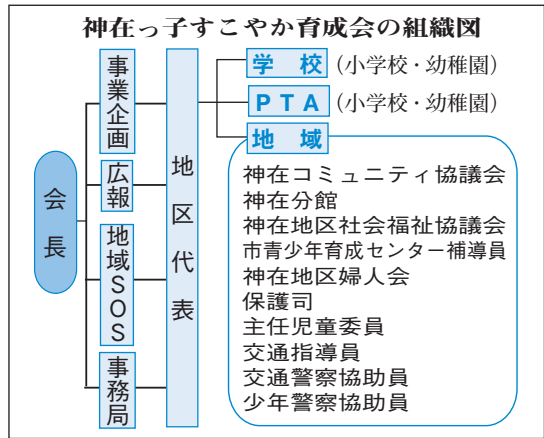 神在っ子すこやか育成会の組織図
会長
事業企画
広報
地域SOS
事務局
地区代表
学校（小学校・幼稚園）
PTA（小学校・幼稚園）
地域
神在コミュニティ協議会
神在分館
神在地区社会福祉協議会
市青少年育成センター補導員
神在地区婦人会
保護司
主任児童委員
交通指導員
交通警察協助員
少年警察協助員